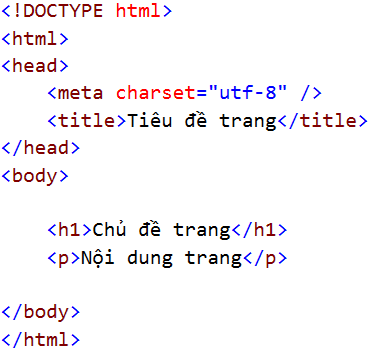 <!DOCTYPE html>
<html>
<head>
    <meta charset="utf-8" />
    <title>Tiêu đề trang</title>
</head>
<body>

    <h1>Chủ đề trang</h1>
    <p>Nội dung trang</p>

</body>
</html>